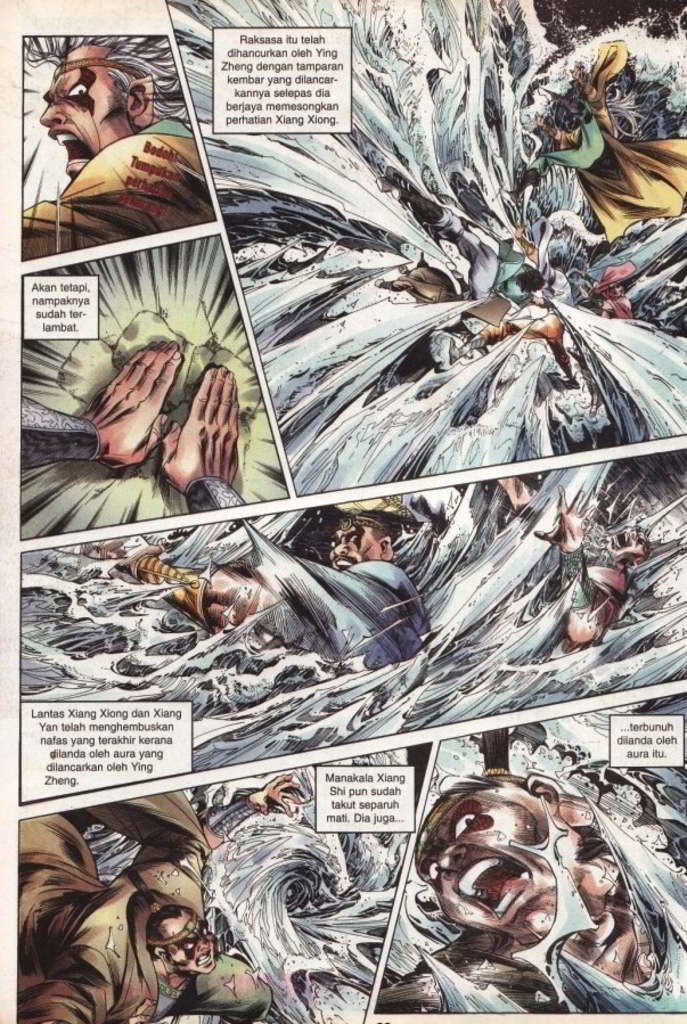 Bodoh!
Tumpukan
perhatian
Raksasa itu telah
dihancurkan oleh Ying
Zheng dengan tamparan
kembar yang dilancar-
kannya selepas dia
berjaya memesongkan
perhatian Xiang Xiong.
Akan tetapi,
nampaknya
sudah ter-
lambat.
Lantas Xiang Xiong dan Xiang
Yan telah menghembuskan
nafas yang terakhir kerana
dilanda oleh aura yang
dilancarkan oleh Ying
Zheng.
Manakala Xiang
Shi pun sudah
takut separuh
mati. Dia juga...
...terbunuh
dilanda oleh
aura itu.